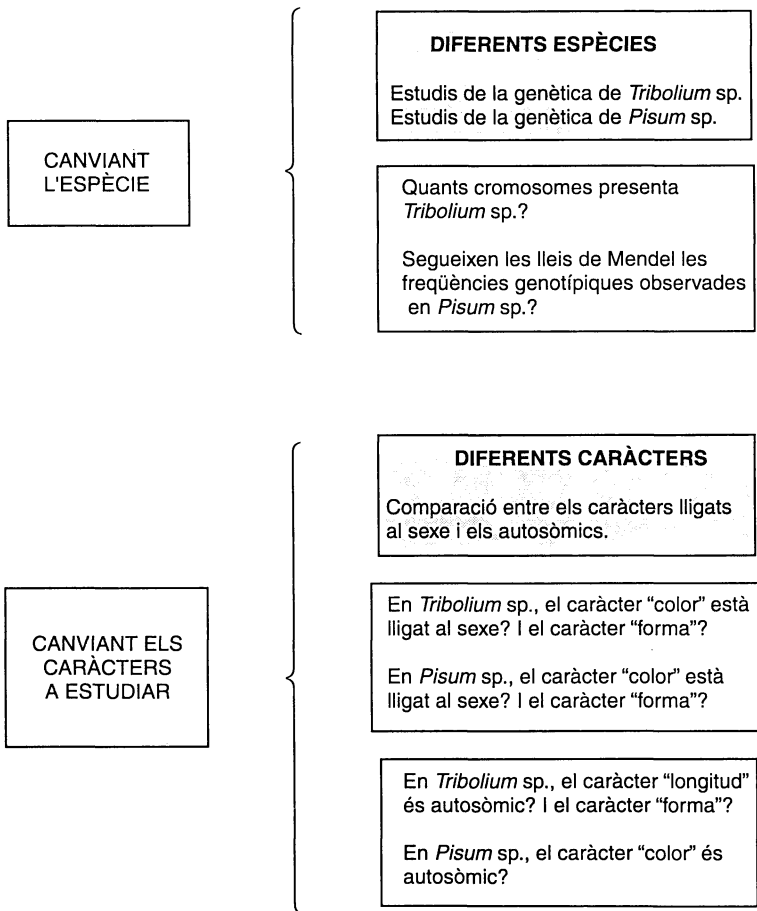 CANVIANT
L'ESPÈCIE
DIFERENTS ESPÈCIES
Estudis de la genètica de Tribolium sp.
Estudis de la genètica de Pisum sp.
Quants cromosomes presenta
Tribolium sp.?
Segueixen les lleis de Mendel les
freqüències genotípiques observades
en Pisum sp.?
CANVIANT ELS
CARÀCTERS
A ESTUDIAR
DIFERENTS CARÀCTERS
Comparació entre els caràcters lligats
al sexe i els autosòmics.
En Tribolium sp., el caràcter “color” està
lligat al sexe? I el caràcter “forma”?
En Pisum sp., el caràcter “color” està
lligat al sexe? I el caràcter “forma”?
En Tribolium sp., el caràcter “longitud”
és autosòmic? I el caràcter “forma”?
En Pisum sp., el caràcter “color” és
autosòmic?